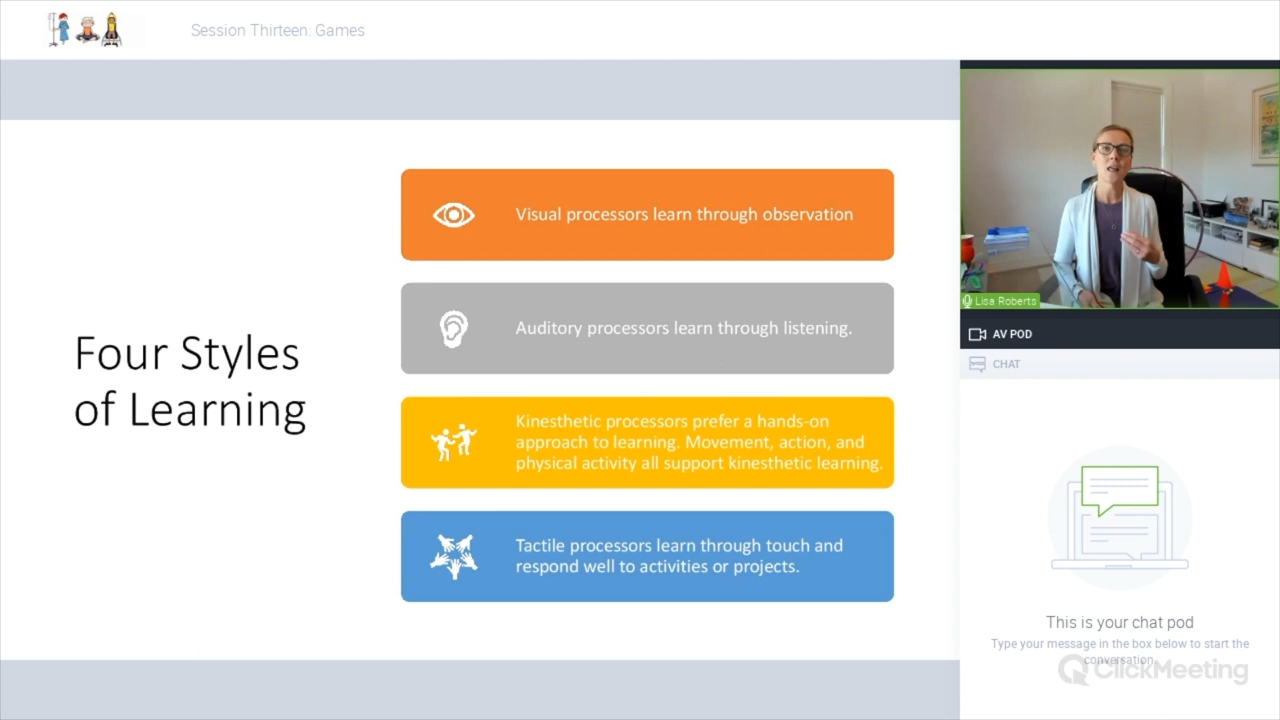 Session Thirteen: Games
Four Styles
of Learning
Visual processors learn through observation
Auditory processors learn through listening.
Kinesthetic processors prefer a hands-on
approach to learning. Movement, action, and
physical activity all support kinesthetic learning.
Tactile processors learn through touch and
respond well to activities or projects.
Lisa Roberts
AV POD
CHAT
This is your chat pod
Type your message in the box below to start the
conversation.
ClickMeeting